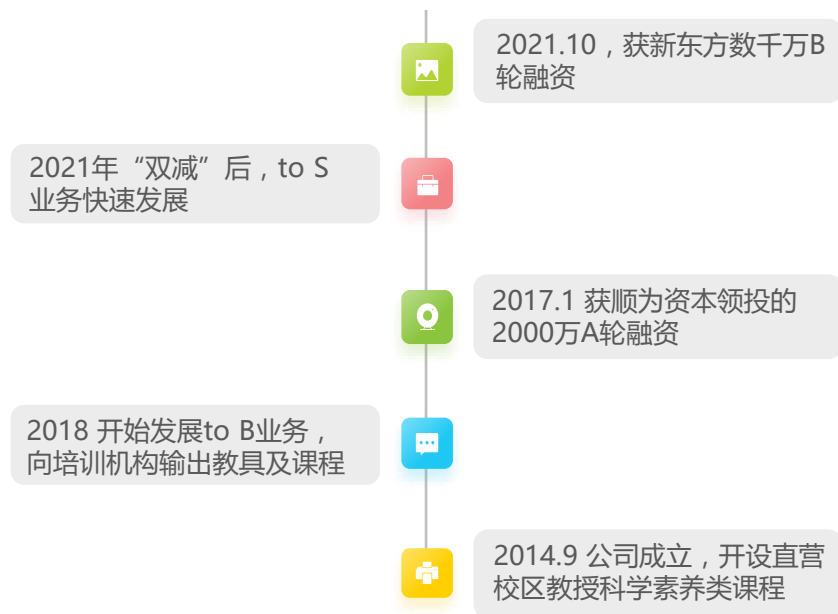 2021.10，获新东方数千万B
轮融资
2021年“双减”后，to S
业务快速发展
2017.1 获顺为资本领投的
2000万A轮融资
2018 开始发展to B业务，
向培训机构输出教具及课程
2014.9 公司成立，开设直营
校区教授科学素养类课程